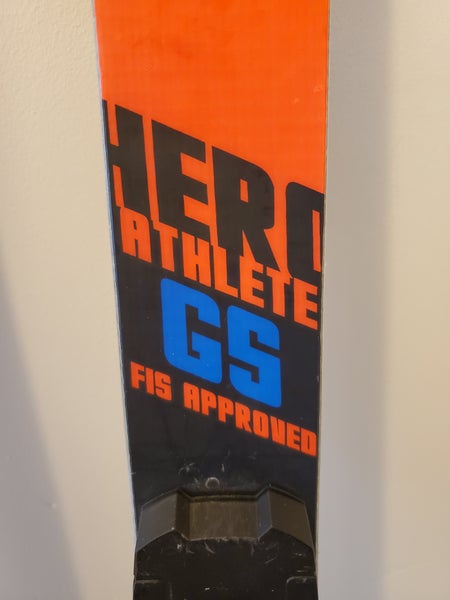 HERO
ATHLETE
GS
FIS APPROVED